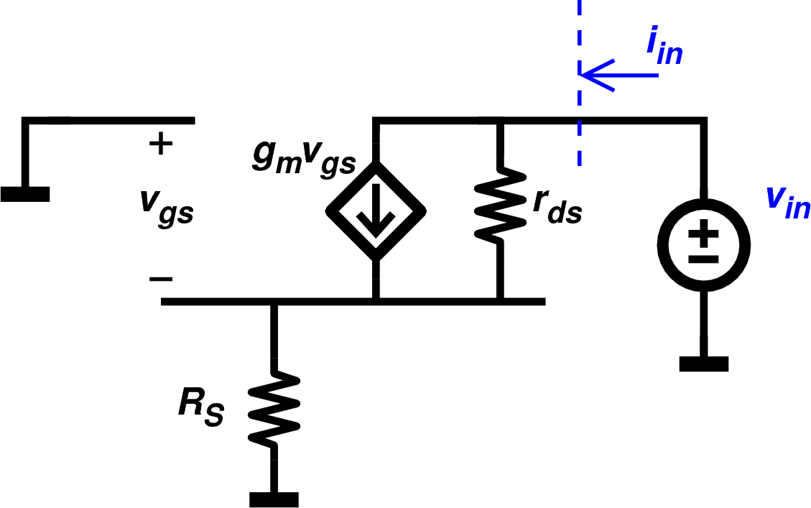 i_in
+
g_m v_gs
v_gs
r_ds
v_in
+
−
−
R_S